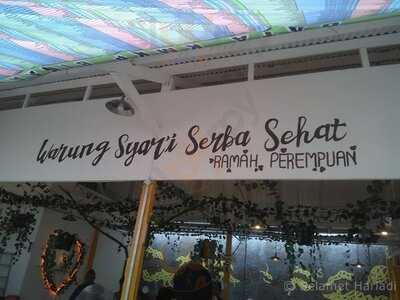 Warung Syar'i Serba Sehat
RAMAH PEREMPUAN
© Selamet Hariadi